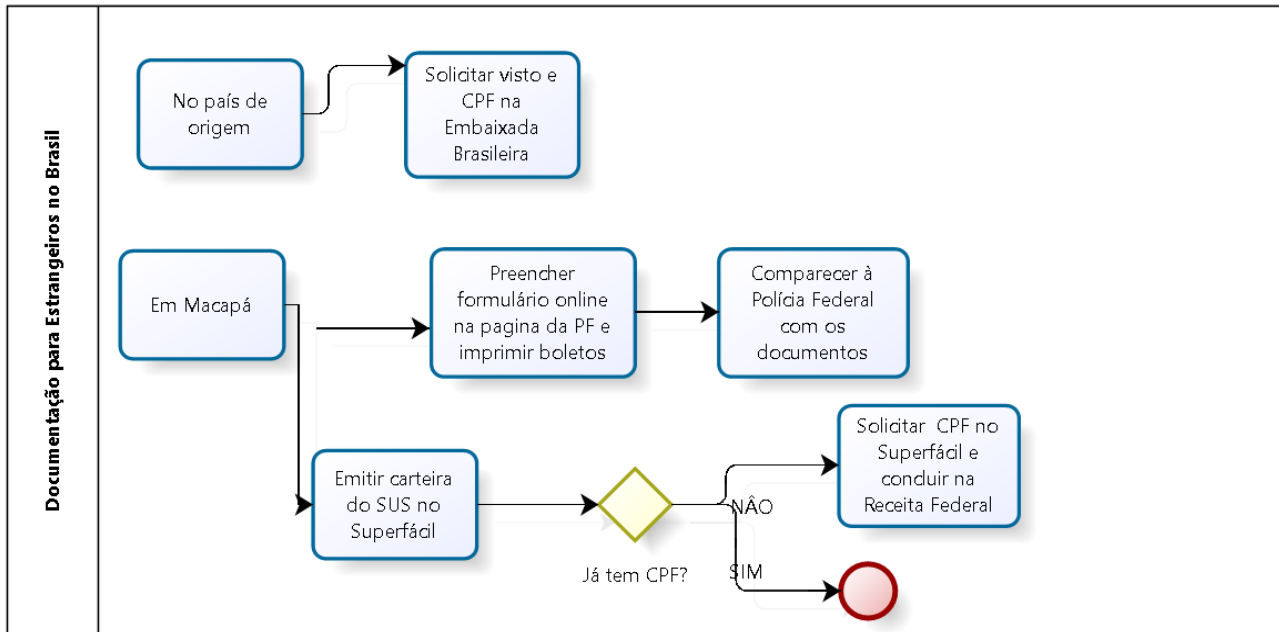 Documentação para Estrangeiros no Brasil
No país de
origem
Solicitar visto e
CPF na
Embaixada
Brasileira
Em Macapá
Preencher
formulário online
na pagina da PF e
imprimir boletos
Comparecer à
Polícia Federal
com os
documentos
Emitir carteira
do SUS no
Superfácil
Já tem CPF?
NÂO
SIM
Solicitar CPF no
Superfácil e
concluir na
Receita Federal